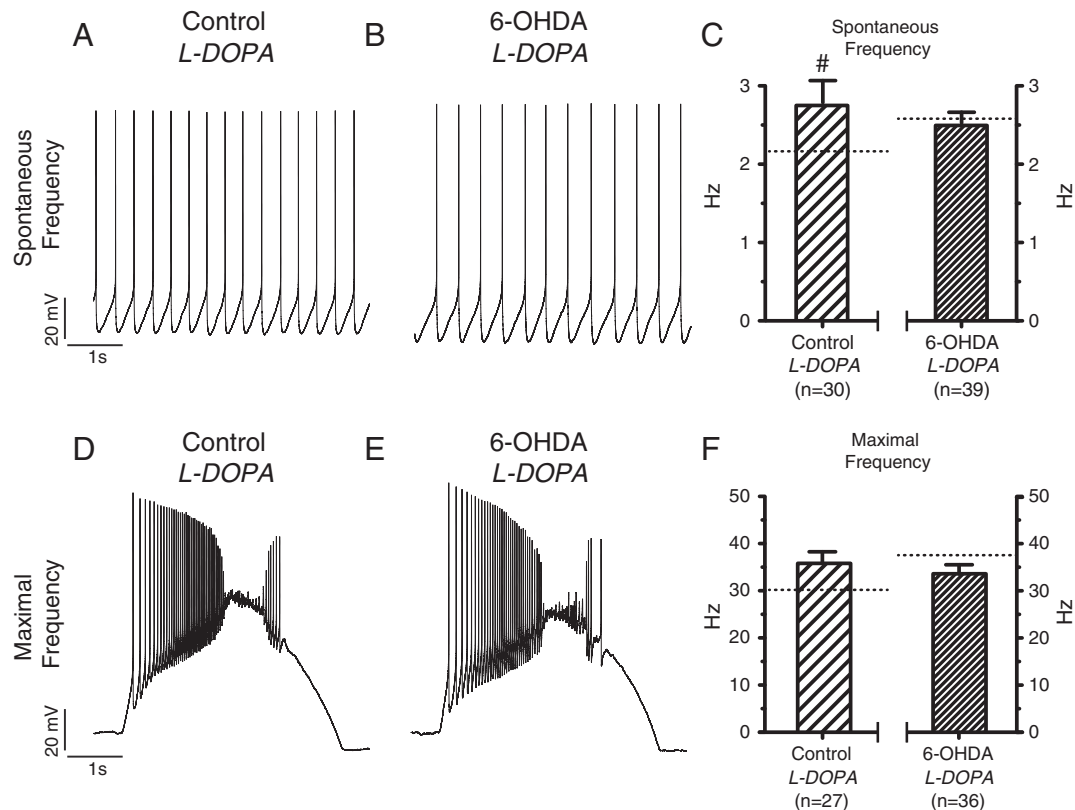 A
Control
L-DOPA
B
6-OHDA
L-DOPA
C
Spontaneous
Frequency
Spontaneous
Frequency
20 mV
1s
#
3
2
1
0
Hz
3
2
1
0
Hz
Control
L-DOPA
(n=30)
6-OHDA
L-DOPA
(n=39)
D
Control
L-DOPA
E
6-OHDA
L-DOPA
F
Maximal
Frequency
Maximal
Frequency
20 mV
1s
50
40
30
20
10
0
Hz
50
40
30
20
10
0
Hz
Control
L-DOPA
(n=27)
6-OHDA
L-DOPA
(n=36)